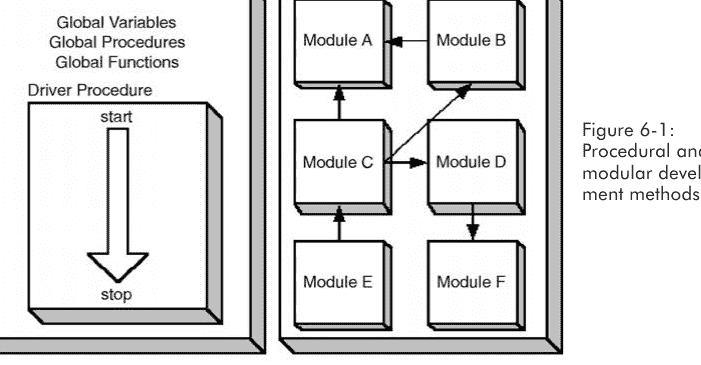 Global Variables
Global Procedures
Global Functions
Driver Procedure
start
stop
Module A
Module B
Module C
Module D
Module E
Module F
Figure 6-1:
Procedural an
modular devel
ment methods